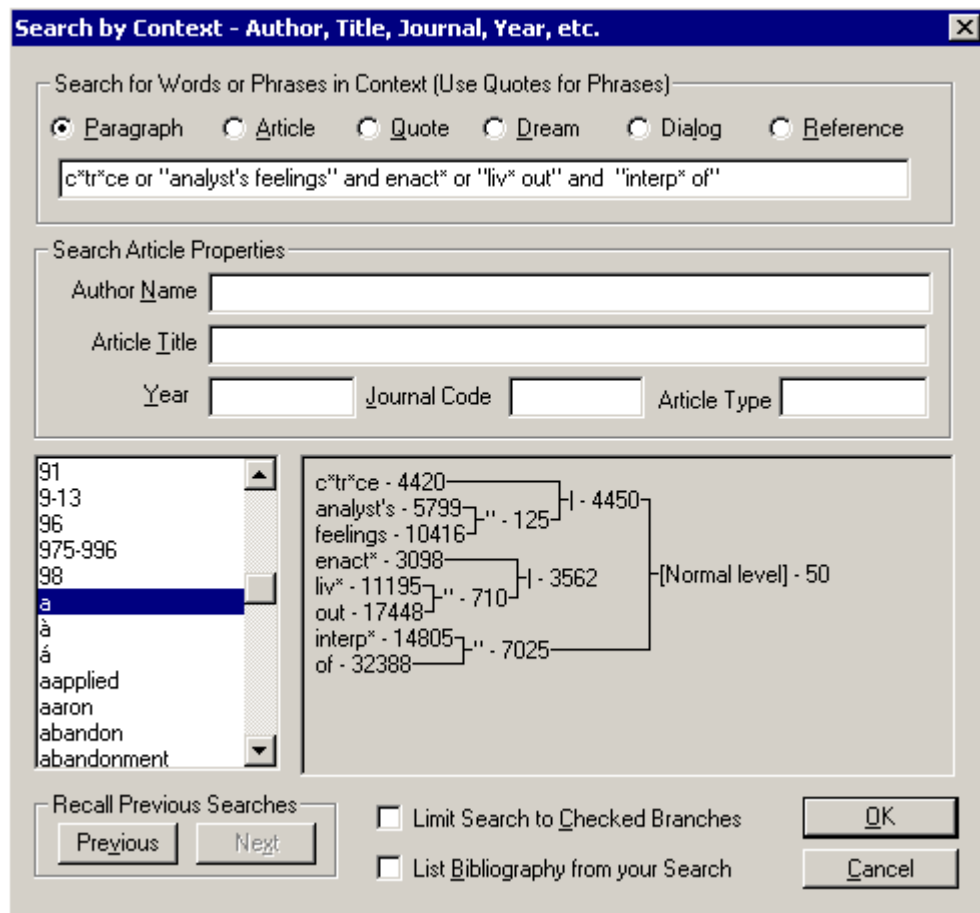 Search by Context - Author, Title, Journal, Year, etc.
Search for Words or Phrases in Context (Use Quotes for Phrases)
Paragraph Article Quote Dream Dialog Reference
c*tr*ce or "analyst's feelings" and enact* or "liv* out" and "interp* of"
Search Article Properties
Author Name
Article Title
Year Journal Code Article Type
91
9-13
96
975-996
98
a
à
á
aapplied
aaron
abandon
abandonment
c*tr*ce - 4420
analyst's - 5799
feelings - 10416
" - 125
| - 4450
enact* - 3098
liv* - 11195
out - 17448
" - 710
| - 3562
interp* - 14805
of - 32388
" - 7025
[Normal level] - 50
Recall Previous Searches
Previous Next
Limit Search to Checked Branches
List Bibliography from your Search
OK
Cancel